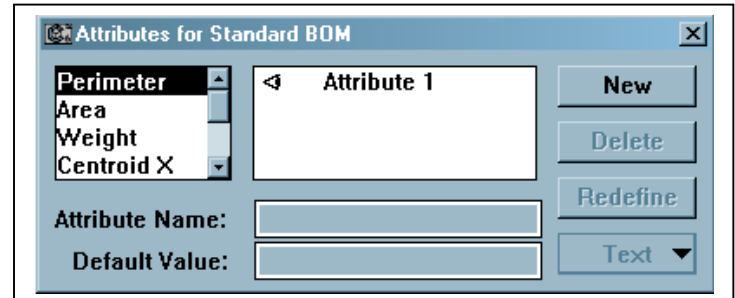 Attributes for Standard BOM
Perimeter
Area
Weight
Centroid X
Attribute 1
New
Delete
Redefine
Text
Attribute Name:
Default Value: